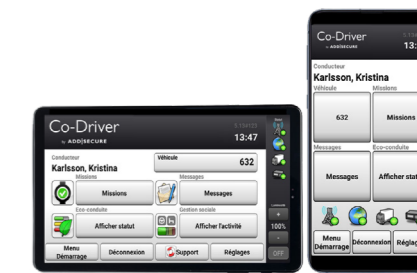 Co-Driver
by ADDSECURE
13:47
Conducteur
Karlsson, Kristina
Véhicule
632
Missions
Missions
Messages
Messages
Eco-conduite
Afficher statut
Gestion sociale
Afficher l'activité
100%
Menu
Démarrage
Déconnexion
Support
Réglages
OFF
Co-Driver
by ADDSECURE
13:
Conducteur
Karlsson, Kristina
Véhicule
Missions
632
Missions
Messages
Eco-conduite
Messages
Afficher stat
Menu
Démarrage
Déconnexion
Réglag